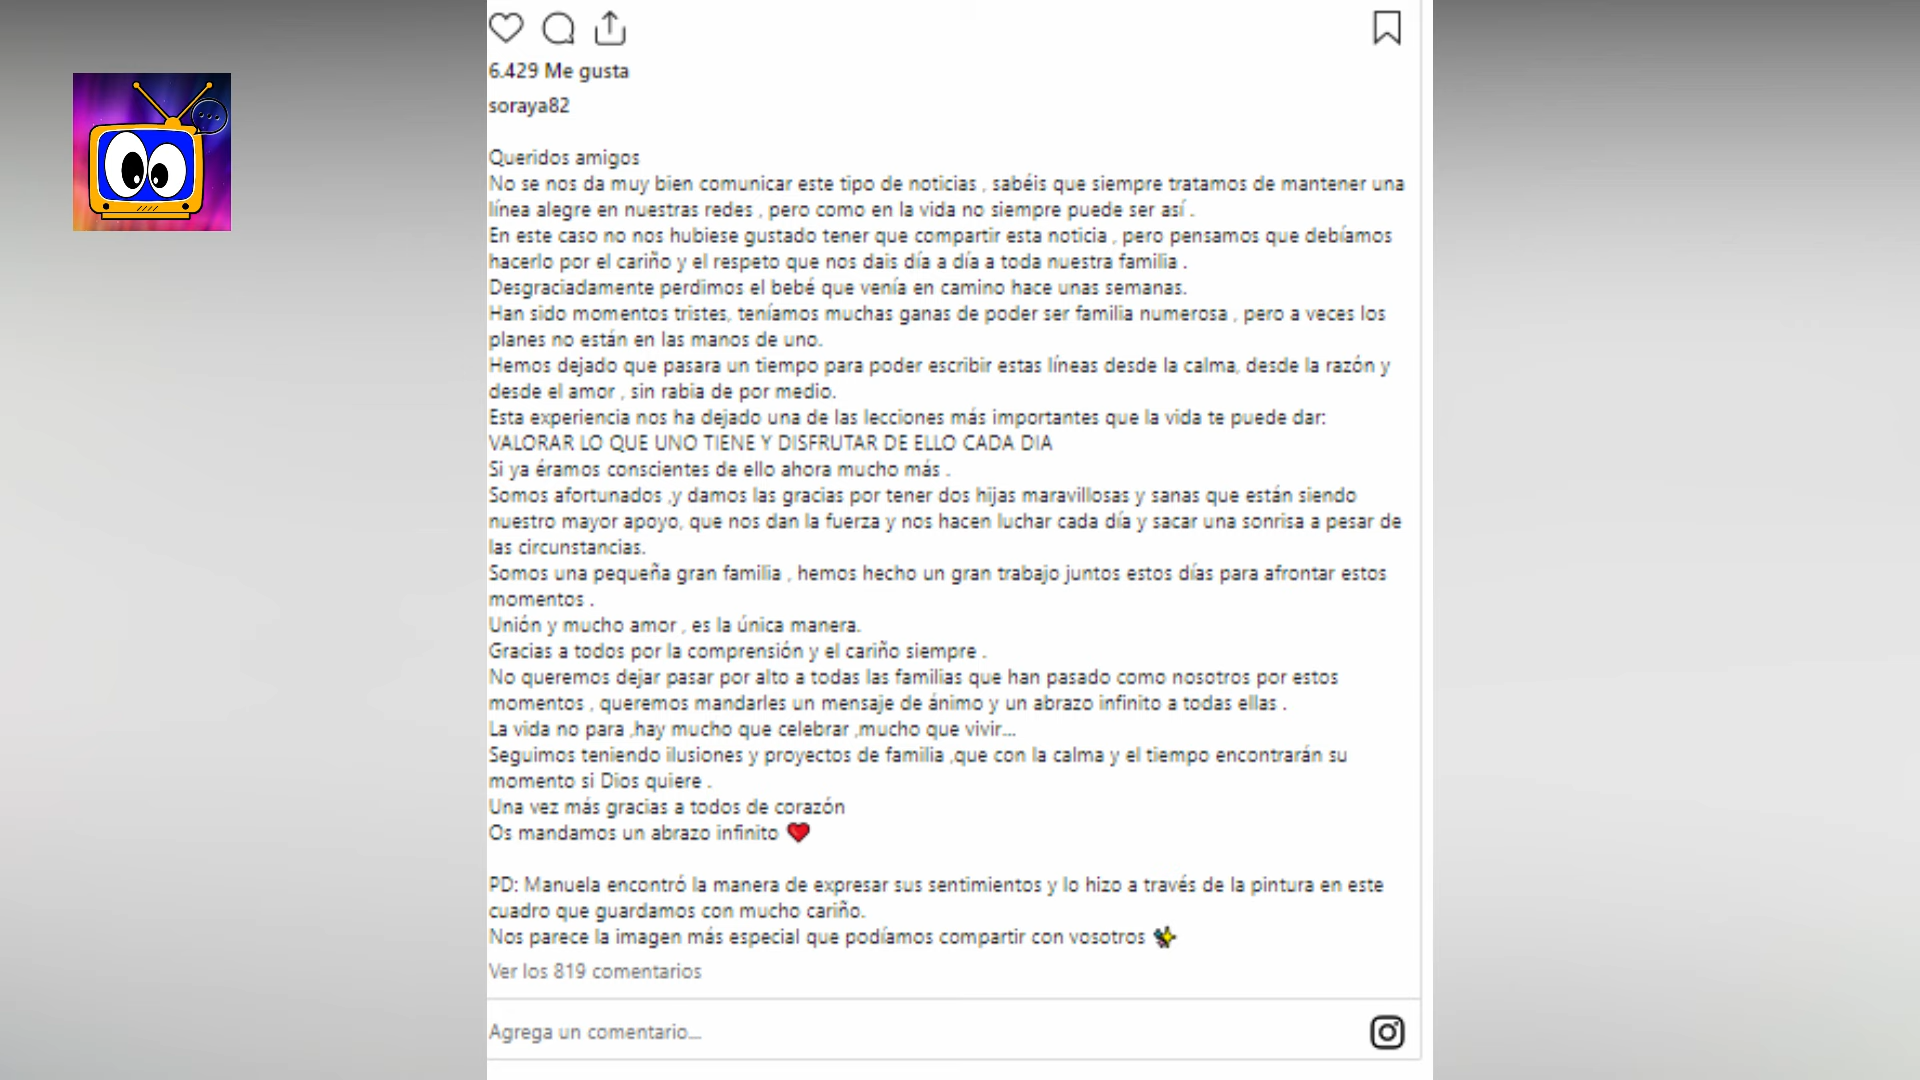 6.429 Me gusta
soraya82
Queridos amigos
No se nos da muy bien comunicar este tipo de noticias , sabéis que siempre tratamos de mantener una
línea alegre en nuestras redes , pero como en la vida no siempre puede ser así .
En este caso no nos hubiese gustado tener que compartir esta noticia , pero pensamos que debíamos
hacerlo por el cariño y el respeto que nos dais día a día a toda nuestra familia .
Desgraciadamente perdimos el bebé que venía en camino hace unas semanas.
Han sido momentos tristes, teníamos muchas ganas de poder ser familia numerosa , pero a veces los
planes no están en las manos de uno.
Hemos dejado que pasara un tiempo para poder escribir estas líneas desde la calma, desde la razón y
desde el amor , sin rabia de por medio.
Esta experiencia nos ha dejado una de las lecciones más importantes que la vida te puede dar:
VALORAR LO QUE UNO TIENE Y DISFRUTAR DE ELLO CADA DIA
Si ya éramos conscientes de ello ahora mucho más .
Somos afortunados ,y damos las gracias por tener dos hijas maravillosas y sanas que están siendo
nuestro mayor apoyo, que nos dan la fuerza y nos hacen luchar cada día y sacar una sonrisa a pesar de
las circunstancias.
Somos una pequeña gran familia , hemos hecho un gran trabajo juntos estos días para afrontar estos
momentos .
Unión y mucho amor , es la única manera.
Gracias a todos por la comprensión y el cariño siempre .
No queremos dejar pasar por alto a todas las familias que han pasado como nosotros por estos
momentos , queremos mandarles un mensaje de ánimo y un abrazo infinito a todas ellas .
La vida no para ,hay mucho que celebrar ,mucho que vivir...
Seguimos teniendo ilusiones y proyectos de familia ,que con la calma y el tiempo encontrarán su
momento si Dios quiere .
Una vez más gracias a todos de corazón
Os mandamos un abrazo infinito ❤️
PD: Manuela encontró la manera de expresar sus sentimientos y lo hizo a través de la pintura en este
cuadro que guardamos con mucho cariño.
Nos parece la imagen más especial que podíamos compartir con vosotros
Ver los 819 comentarios
Agrega un comentario...